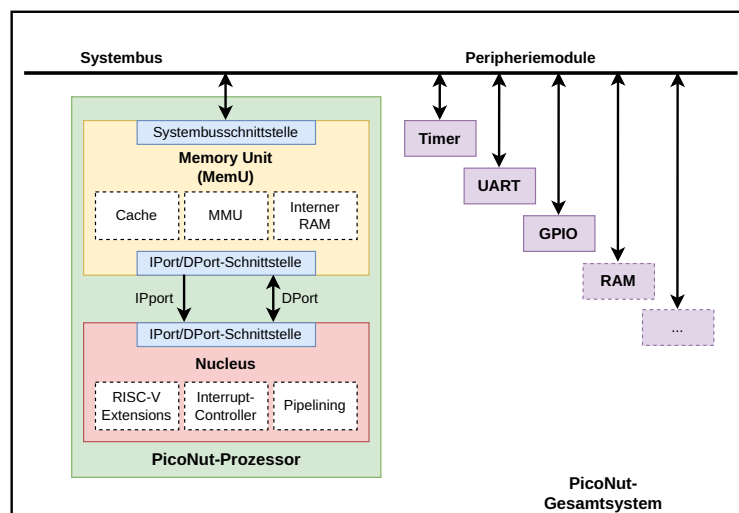 Systembus
Peripheriemodule
Systembusschnittstelle
Memory Unit
(MemU)
Cache
MMU
Interner
RAM
IPort/DPort-Schnittstelle
IPport
DPort
IPort/DPort-Schnittstelle
Nucleus
RISC-V
Extensions
Interrupt-
Controller
Pipelining
PicoNut-Prozessor
Timer
UART
GPIO
RAM
...
PicoNut-
Gesamtsystem